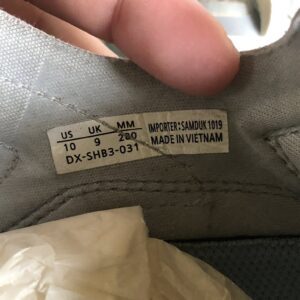 US UK MM
10 9 280
DX-SHB3-031
IMPORTER:SAMDUK 1019
MADE IN VIETNAM